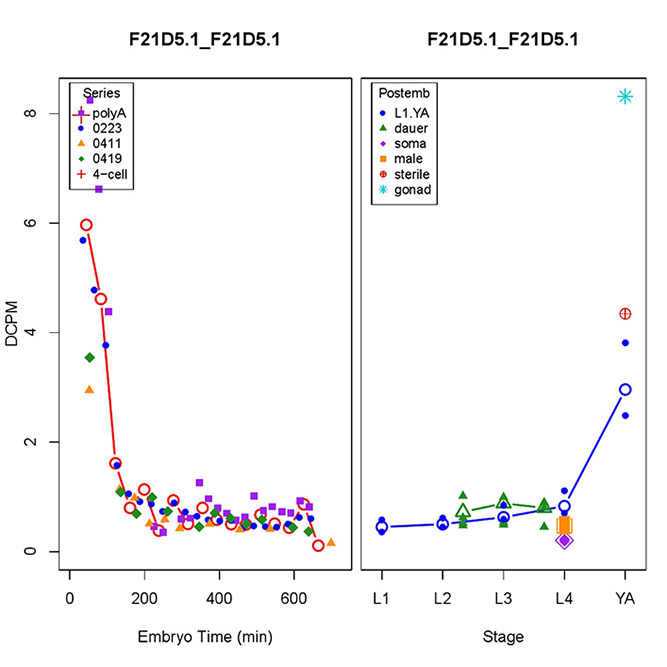 F21D5.1_F21D5.1
F21D5.1_F21D5.1
DCPM
8
6
4
2
0
Series
polyA
0223
0411
0419
4−cell
Postemb
L1.YA
dauer
soma
male
sterile
gonad
0 200 400 600
L1 L2 L3 L4 YA
Embryo Time (min)
Stage